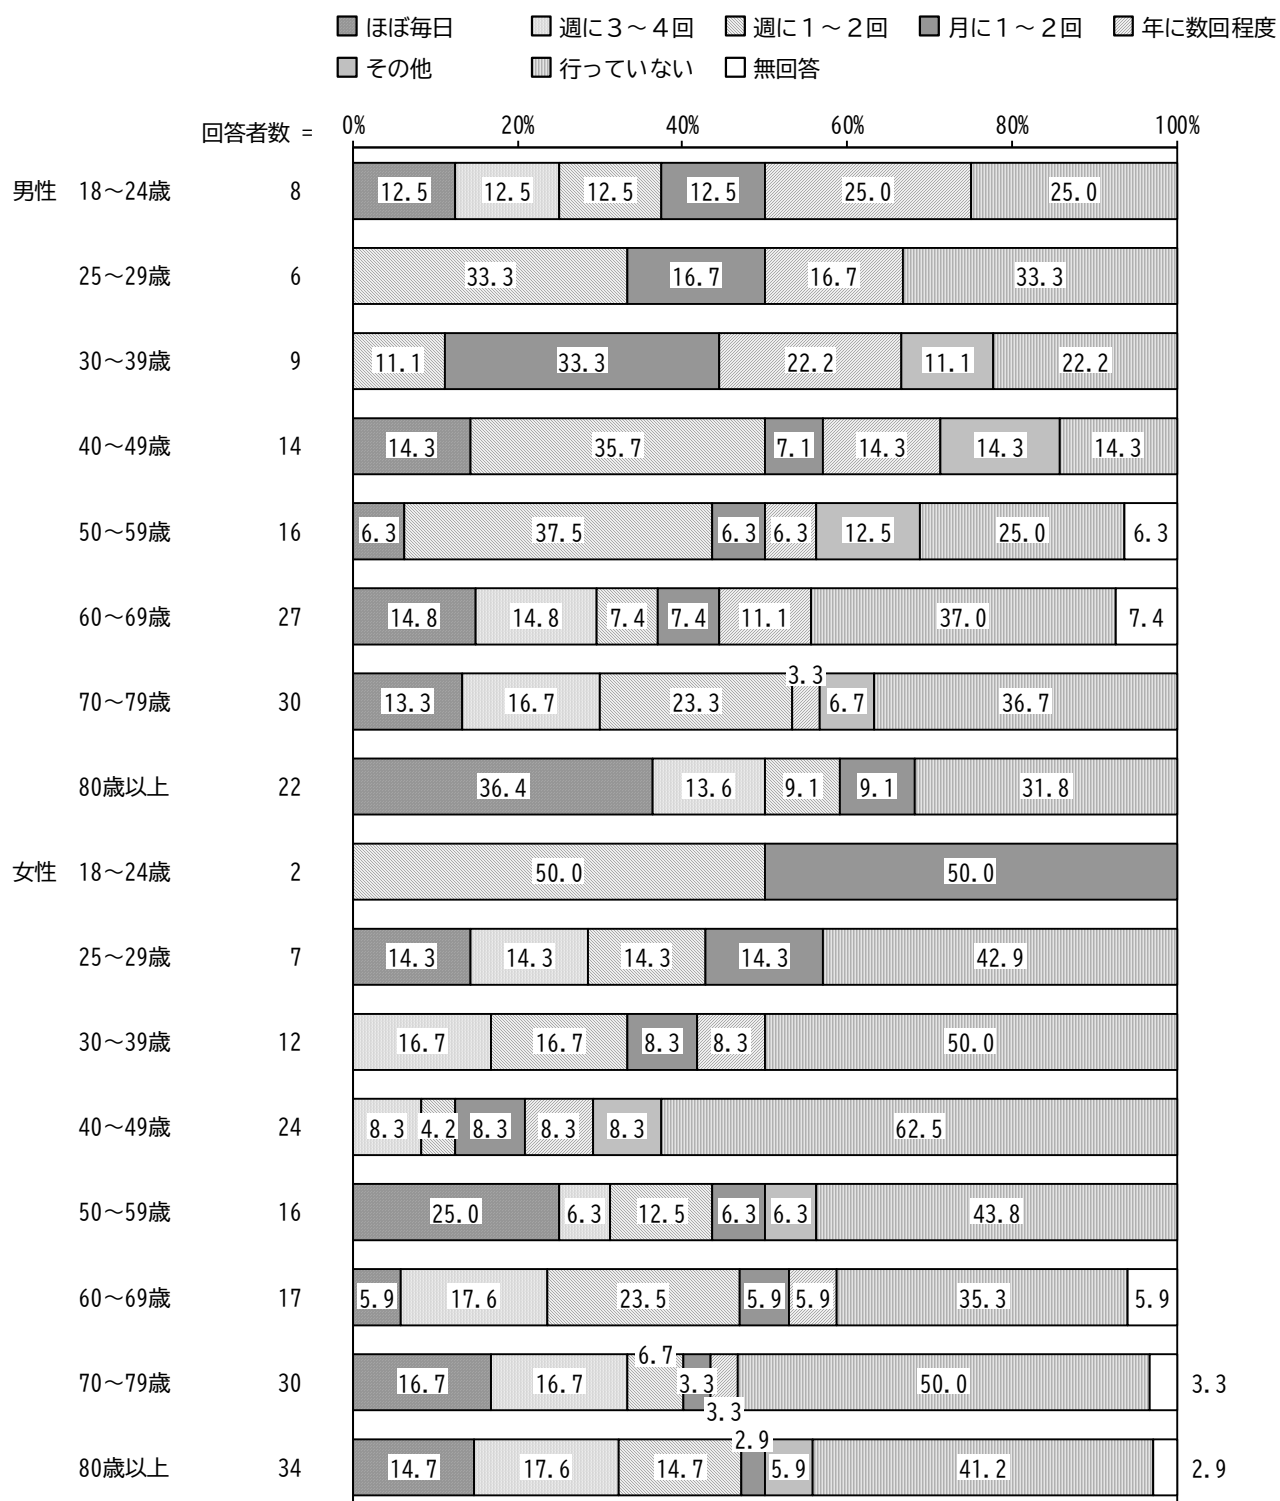 ほぼ毎日 週に3～4回 週に1～2回 月に1～2回 年に数回程度
その他 行っていない 無回答
回答者数 = 0% 20% 40% 60% 80% 100%
男性 18～24歳 8 12.5 12.5 12.5 12.5 25.0 25.0
25～29歳 6 33.3 16.7 16.7 33.3
30～39歳 9 11.1 33.3 22.2 11.1 22.2
40～49歳 14 14.3 35.7 7.1 14.3 14.3 14.3
50～59歳 16 6.3 37.5 6.3 6.3 12.5 25.0 6.3
60～69歳 27 14.8 14.8 7.4 7.4 11.1 37.0 7.4
70～79歳 30 13.3 16.7 23.3 3.3 6.7 36.7
80歳以上 22 36.4 13.6 9.1 9.1 31.8
女性 18～24歳 2 50.0 50.0
25～29歳 7 14.3 14.3 14.3 14.3 42.9
30～39歳 12 16.7 16.7 8.3 8.3 50.0
40～49歳 24 8.3 4.2 8.3 8.3 8.3 62.5
50～59歳 16 25.0 6.3 12.5 6.3 6.3 43.8
60～69歳 17 5.9 17.6 23.5 5.9 5.9 35.3 5.9
70～79歳 30 16.7 16.7 6.7 3.3 3.3 50.0 3.3
80歳以上 34 14.7 17.6 14.7 2.9 5.9 41.2 2.9